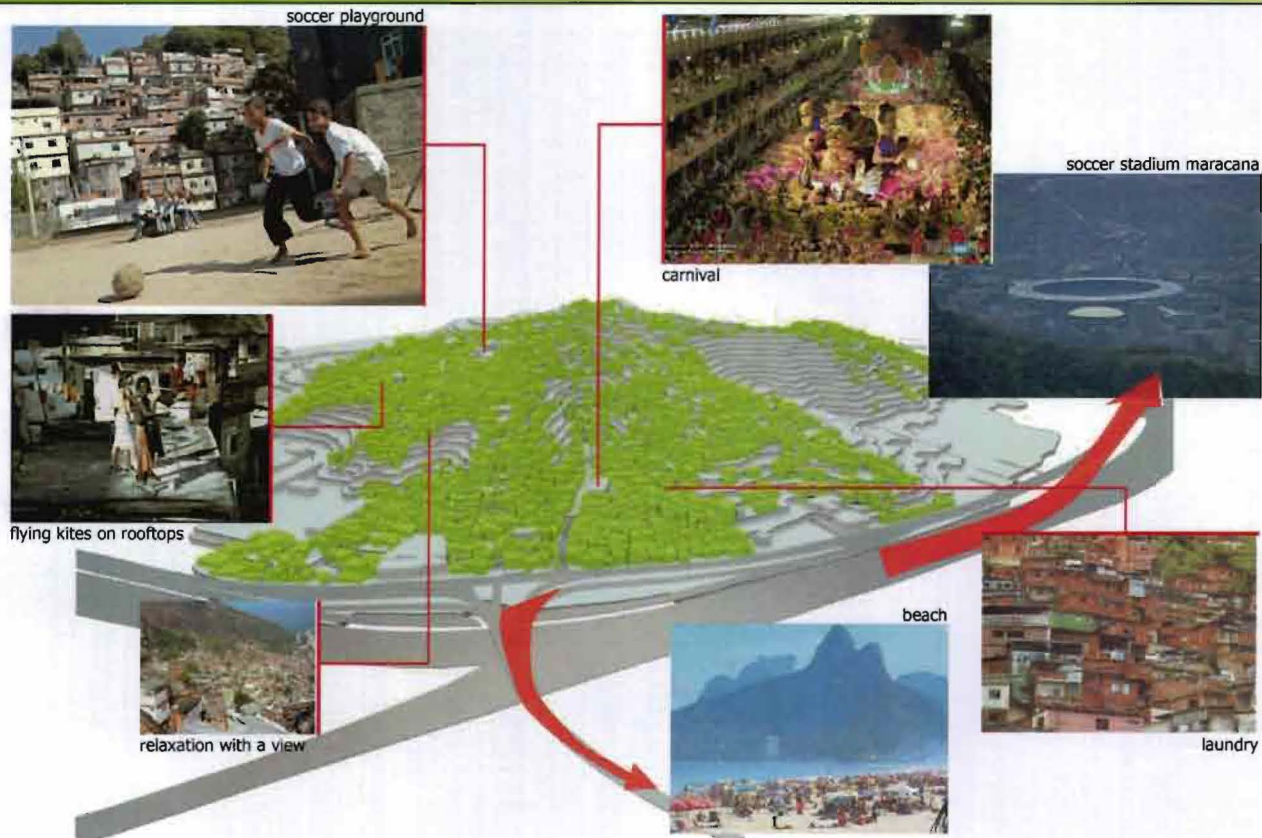 soccer playground
carnival
soccer stadium maracana
flying kites on rooftops
relaxation with a view
beach
laundry